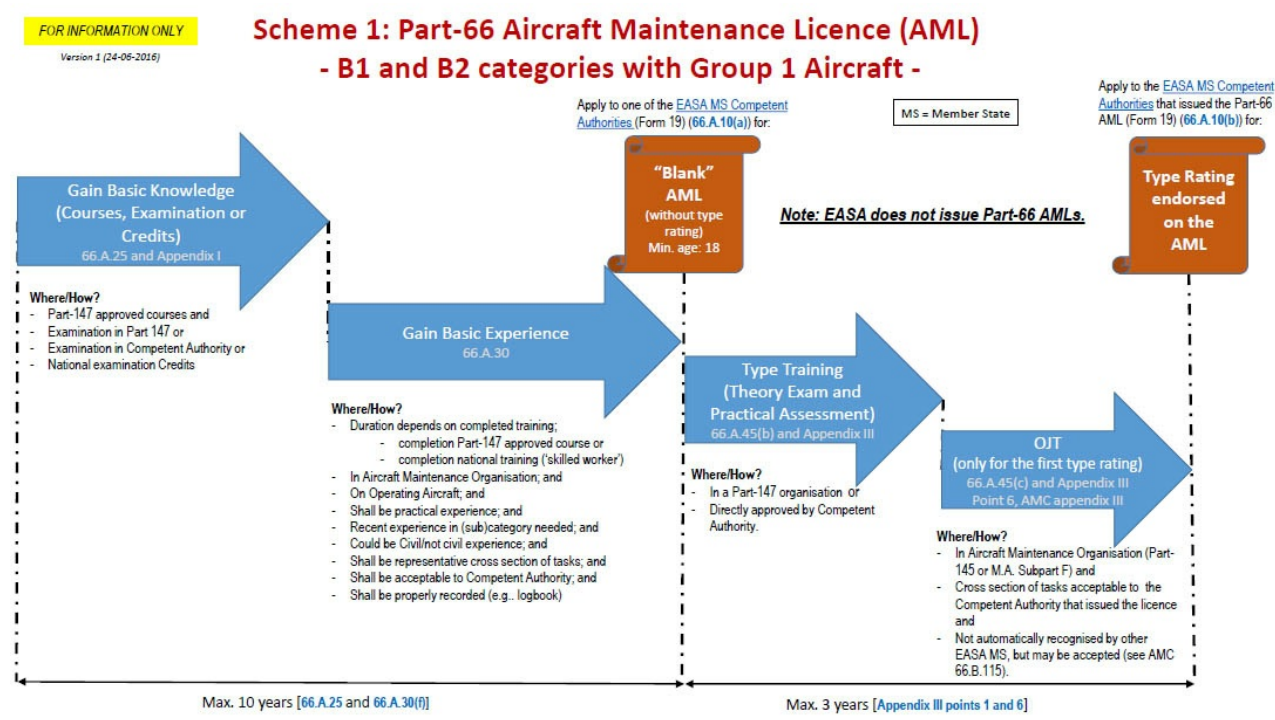 FOR INFORMATION ONLY
Version 1 (24-06-2016)
Scheme 1: Part-66 Aircraft Maintenance Licence (AML)
- B1 and B2 categories with Group 1 Aircraft -
Apply to one of the EASA MS Competent
Authorities (Form 19) (66.A.10(a)) for:
MS = Member State
Apply to the EASA MS Competent
Authorities that issued the Part-66
AML (Form 19) (66.A.10(b)) for:
Gain Basic Knowledge
(Courses, Examination or
Credits)
66.A.25 and Appendix I
"Blank"
AML
(without type
rating)
Min. age: 18
Note: EASA does not issue Part-66 AMLs.
Type Rating
endorsed
on the
AML
Where/How?
- Part-147 approved courses and
- Examination in Part 147 or
- Examination in Competent Authority or
- National examination Credits
Gain Basic Experience
66.A.30
Where/How?
- Duration depends on completed training;
- completion Part-147 approved course or
- completion national training ('skilled worker')
- In Aircraft Maintenance Organisation; and
- On Operating Aircraft; and
- Shall be practical experience; and
- Recent experience in (sub)category needed; and
- Could be Civil/not civil experience; and
- Shall be representative cross section of tasks; and
- Shall be acceptable to Competent Authority; and
- Shall be properly recorded (e.g.. logbook)
Type Training
(Theory Exam and
Practical Assessment)
66.A.45(b) and Appendix III
Where/How?
- In a Part-147 organisation or
- Directly approved by Competent
Authority.
OJT
(only for the first type rating)
66.A.45(c) and Appendix III
Point 6, AMC appendix III
Where/How?
- In Aircraft Maintenance Organisation (Part-
145 or M.A. Subpart F) and
- Cross section of tasks acceptable to the
Competent Authority that issued the licence
and
- Not automatically recognised by other
EASA MS, but may be accepted (see AMC
66.B.115).
Max. 10 years [66.A.25 and 66.A.30(f)]
Max. 3 years [Appendix III points 1 and 6]